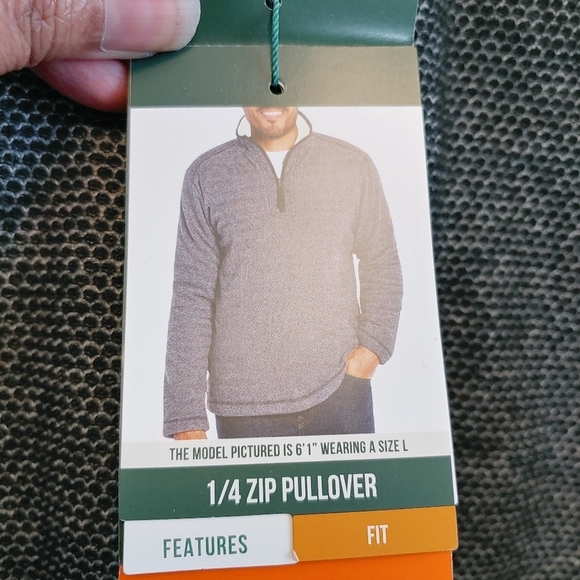 THE MODEL PICTURED IS 6'1" WEARING A SIZE L
1/4 ZIP PULLOVER
FEATURES
FIT